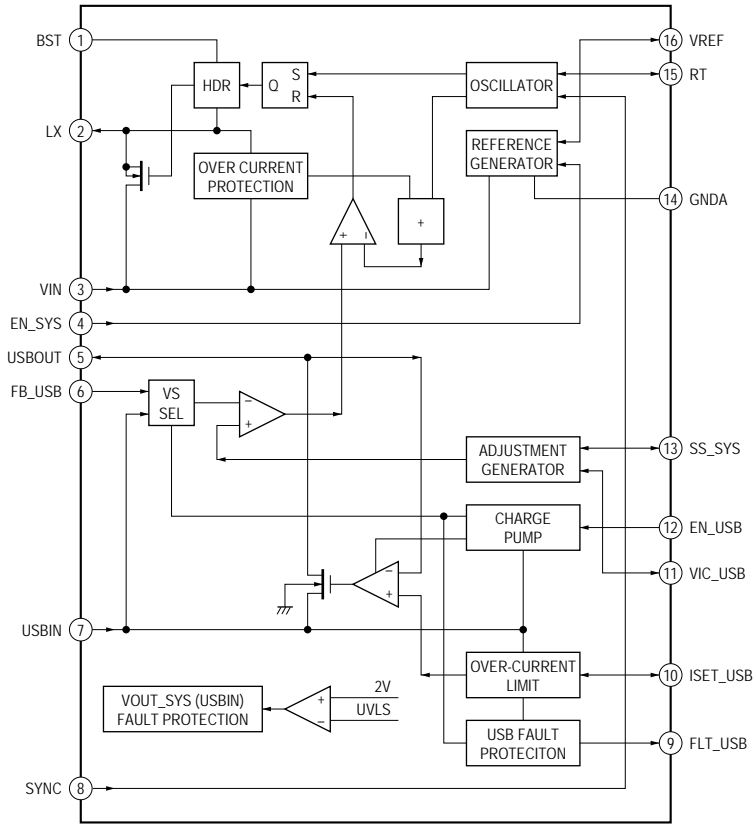 BST 1
16 VREF
HDR
Q
S
R
OSCILLATOR
15 RT
LX 2
OVER CURRENT
PROTECTION
REFERENCE
GENERATOR
14 GNDA
+
+ –
VIN 3
EN_SYS 4
USBOUT 5
FB_USB 6
VS
SEL
–
+
ADJUSTMENT
GENERATOR
13 SS_SYS
CHARGE
PUMP
12 EN_USB
11 VIC_USB
–
+
USBIN 7
OVER-CURRENT
LIMIT
10 ISET_USB
VOUT_SYS (USBIN)
FAULT PROTECTION
+
–
2V
UVLS
USB FAULT
PROTECITON
9 FLT_USB
SYNC 8